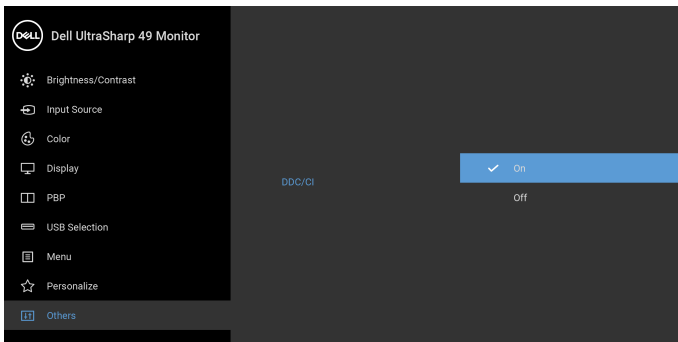 DELL
Dell UltraSharp 49 Monitor
Brightness/Contrast
Input Source
Color
Display
PBP
USB Selection
Menu
Personalize
Others
DDC/CI
On
Off